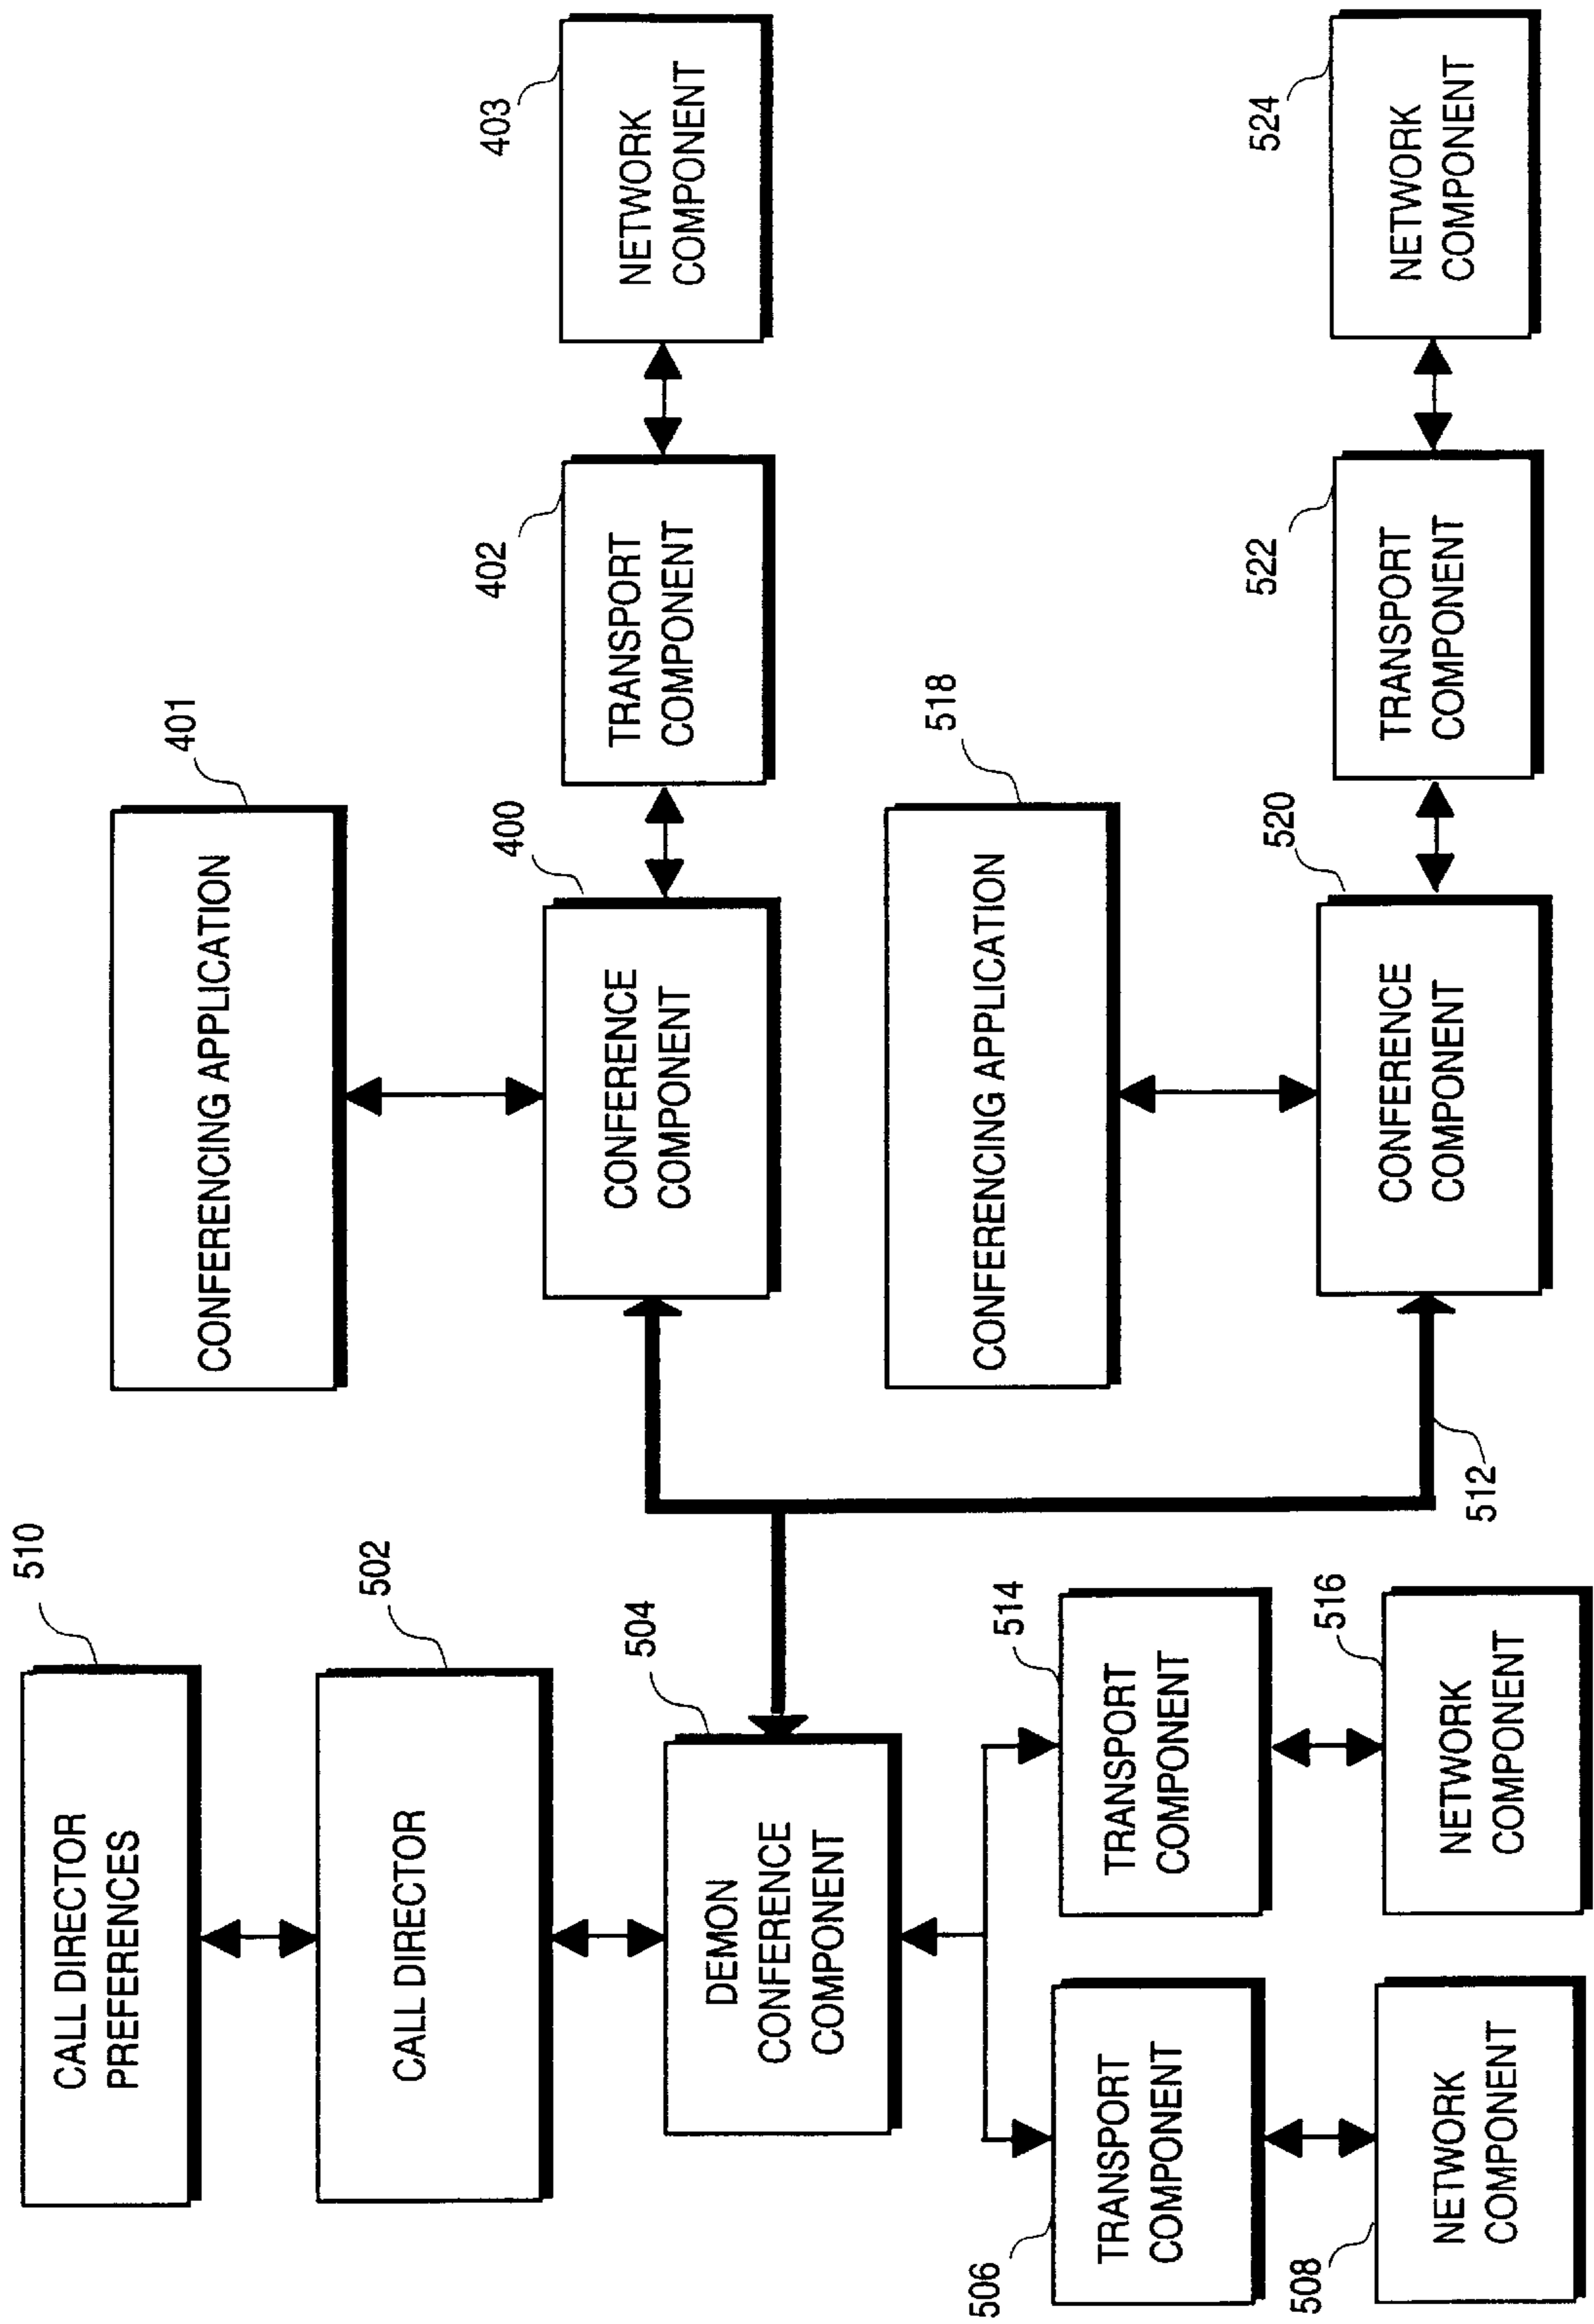 510
CALL DIRECTOR
PREFERENCES
502
CALL DIRECTOR
504
DEMON
CONFERENCE
COMPONENT
514
TRANSPORT
COMPONENT
516
NETWORK
COMPONENT
506
TRANSPORT
COMPONENT
508
NETWORK
COMPONENT
512
401
CONFERENCING APPLICATION
400
CONFERENCE
COMPONENT
402
TRANSPORT
COMPONENT
403
NETWORK
COMPONENT
518
CONFERENCING APPLICATION
520
CONFERENCE
COMPONENT
522
TRANSPORT
COMPONENT
524
NETWORK
COMPONENT